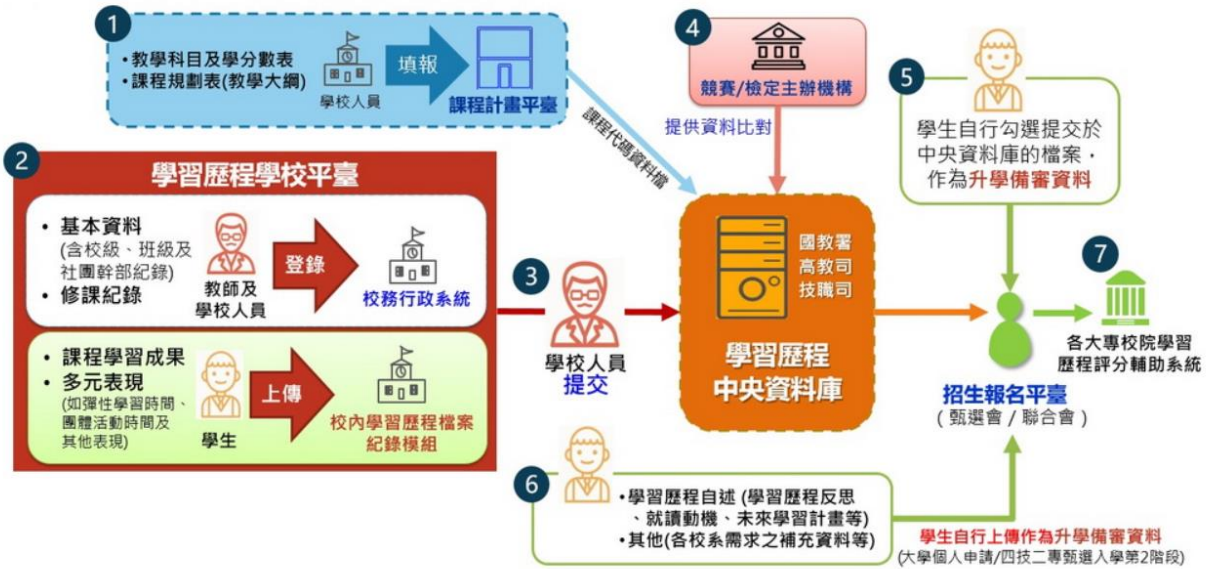 1
•教學科目及學分數表
•課程規劃表(教學大綱)
學校人員
填報
課程計畫平臺
課程代碼資料檔
4
競賽/檢定主辦機構
提供資料比對
5
學生自行勾選提交於
中央資料庫的檔案，
作為升學備審資料
2
學習歷程學校平臺
• 基本資料
(含校級、班級及
社團幹部紀錄)
• 修課紀錄
教師及
學校人員
登錄
校務行政系統
• 課程學習成果
• 多元表現
(如彈性學習時間、
團體活動時間及
其他表現)
學生
上傳
校內學習歷程檔案
紀錄模組
3
學校人員
提交
國教署
高教司
技職司
學習歷程
中央資料庫
招生報名平臺
( 甄選會 / 聯合會 )
7
各大專校院學習
歷程評分輔助系統
6
•學習歷程自述 (學習歷程反思
、就讀動機、未來學習計畫等)
•其他(各校系需求之補充資料等)
學生自行上傳作為升學備審資料
(大學個人申請/四技二專甄選入學第2階段)